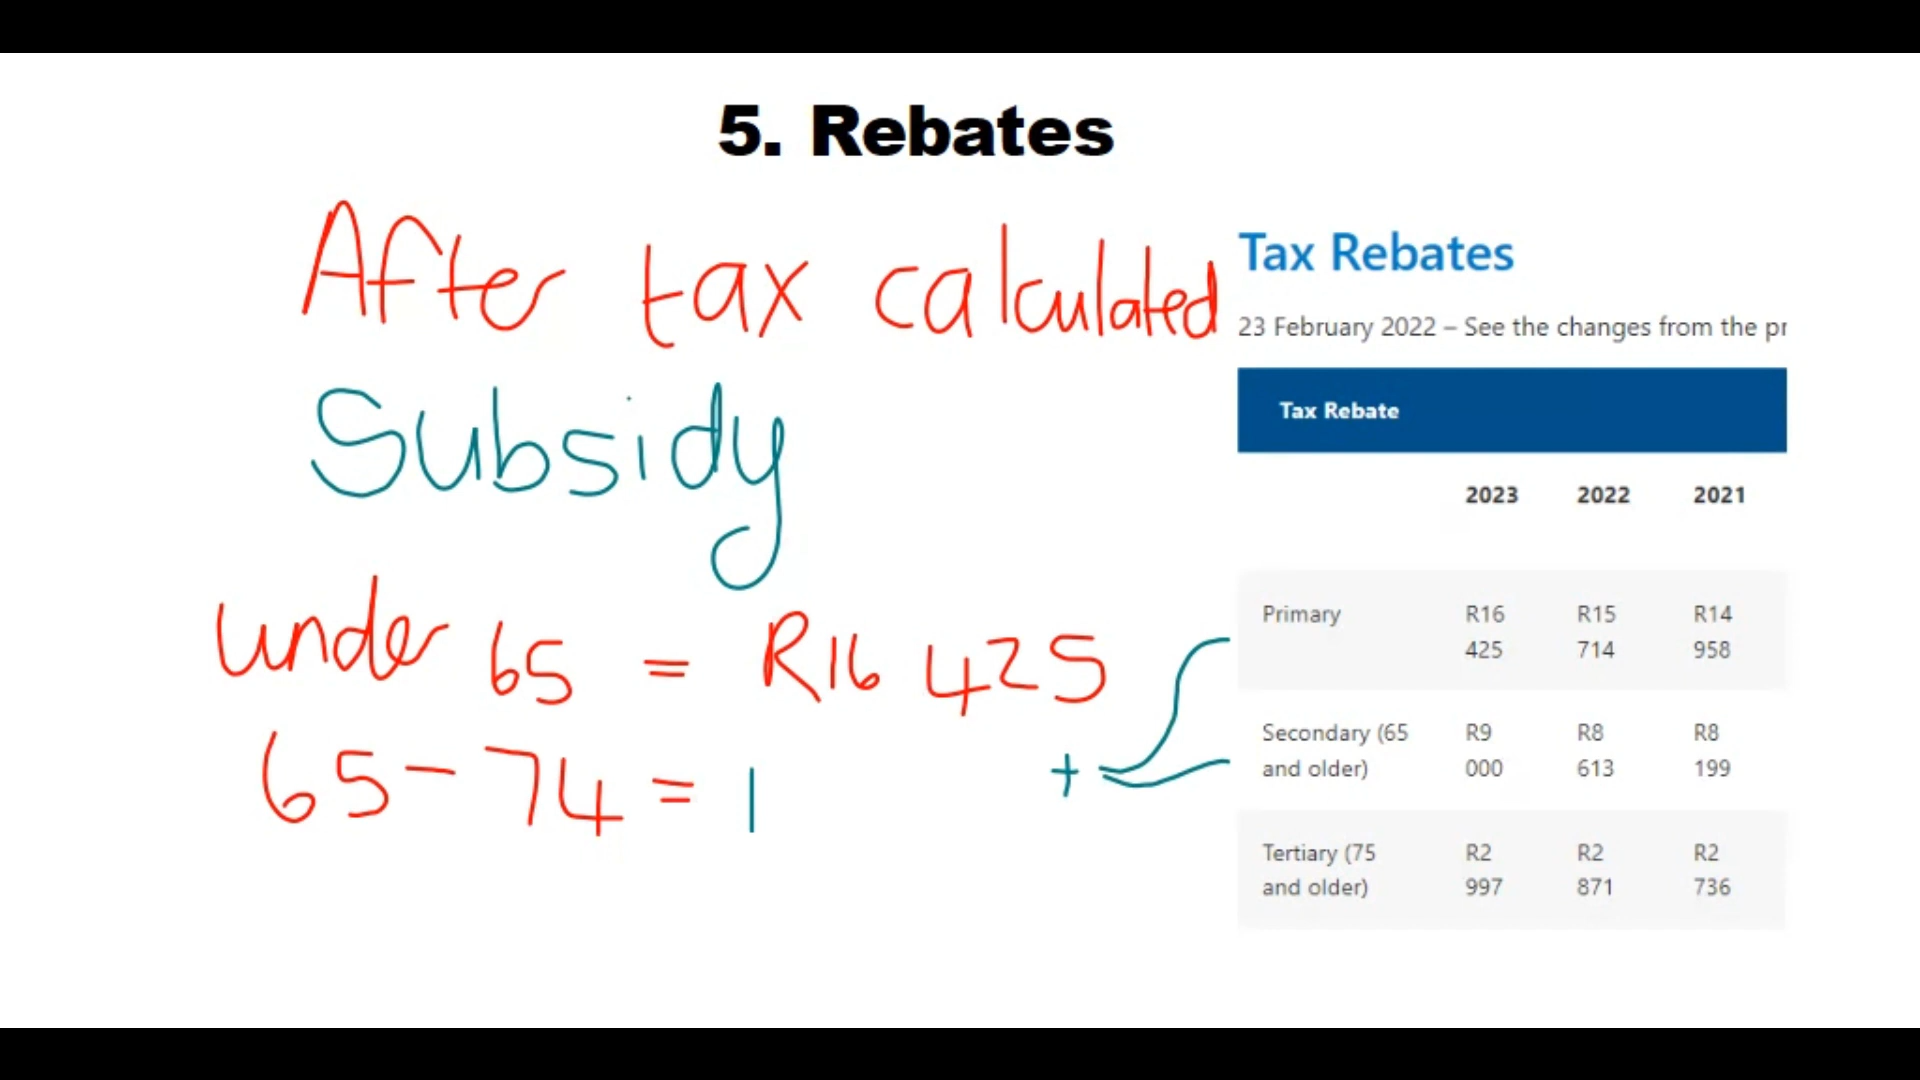 5. Rebates
After tax calculated
Subsidy
under 65 = R16 425
65 - 74 = 1
+
Tax Rebates
23 February 2022 – See the changes from the pr
Tax Rebate
2023 2022 2021
Primary R16 R15 R14
425 714 958
Secondary (65 R9 R8 R8
and older) 000 613 199
Tertiary (75 R2 R2 R2
and older) 997 871 736